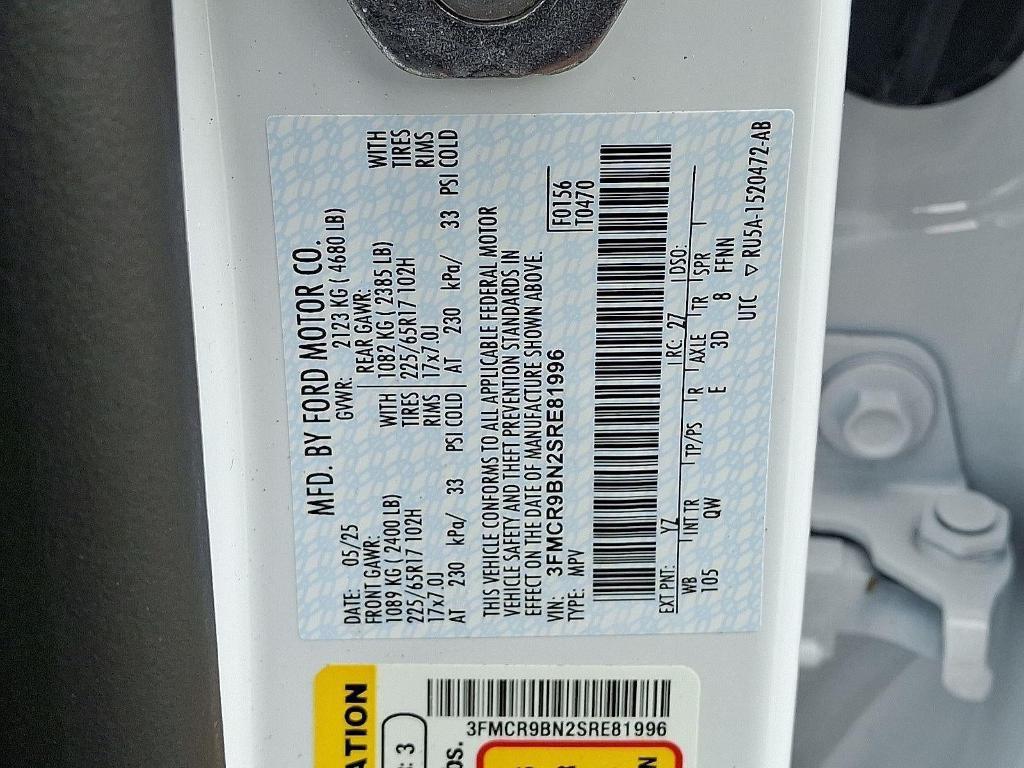 MFD. BY FORD MOTOR CO.
DATE: 05/25 GVWR: 2123 KG ( 4680 LB)
FRONT GAWR: REAR GAWR:
1089 KG (2400 LB) WITH 1082 KG ( 2385 LB) WITH
225/65R17 102H TIRES 225/65R17 102H TIRES
17x7.0J RIMS 17x7.0J RIMS
AT 230 kPa/ 33 PSI COLD AT 230 kPa/ 33 PSI COLD
THIS VEHICLE CONFORMS TO ALL APPLICABLE FEDERAL MOTOR
VEHICLE SAFETY AND THEFT PREVENTION STANDARDS IN
EFFECT ON THE DATE OF MANUFACTURE SHOWN ABOVE.
VIN: 3FMCR9BN2SRE81996
TYPE: MPV
F0156
T0470
EXT PNT: YZ RC: 27 DSO:
WB INT TR TP/PS R AXLE TR SPR
105 QW E 3D 8 FFNN
UTC ▽ RU5A-1520472-AB
3FMCR9BN2SRE81996
ATION
: 3